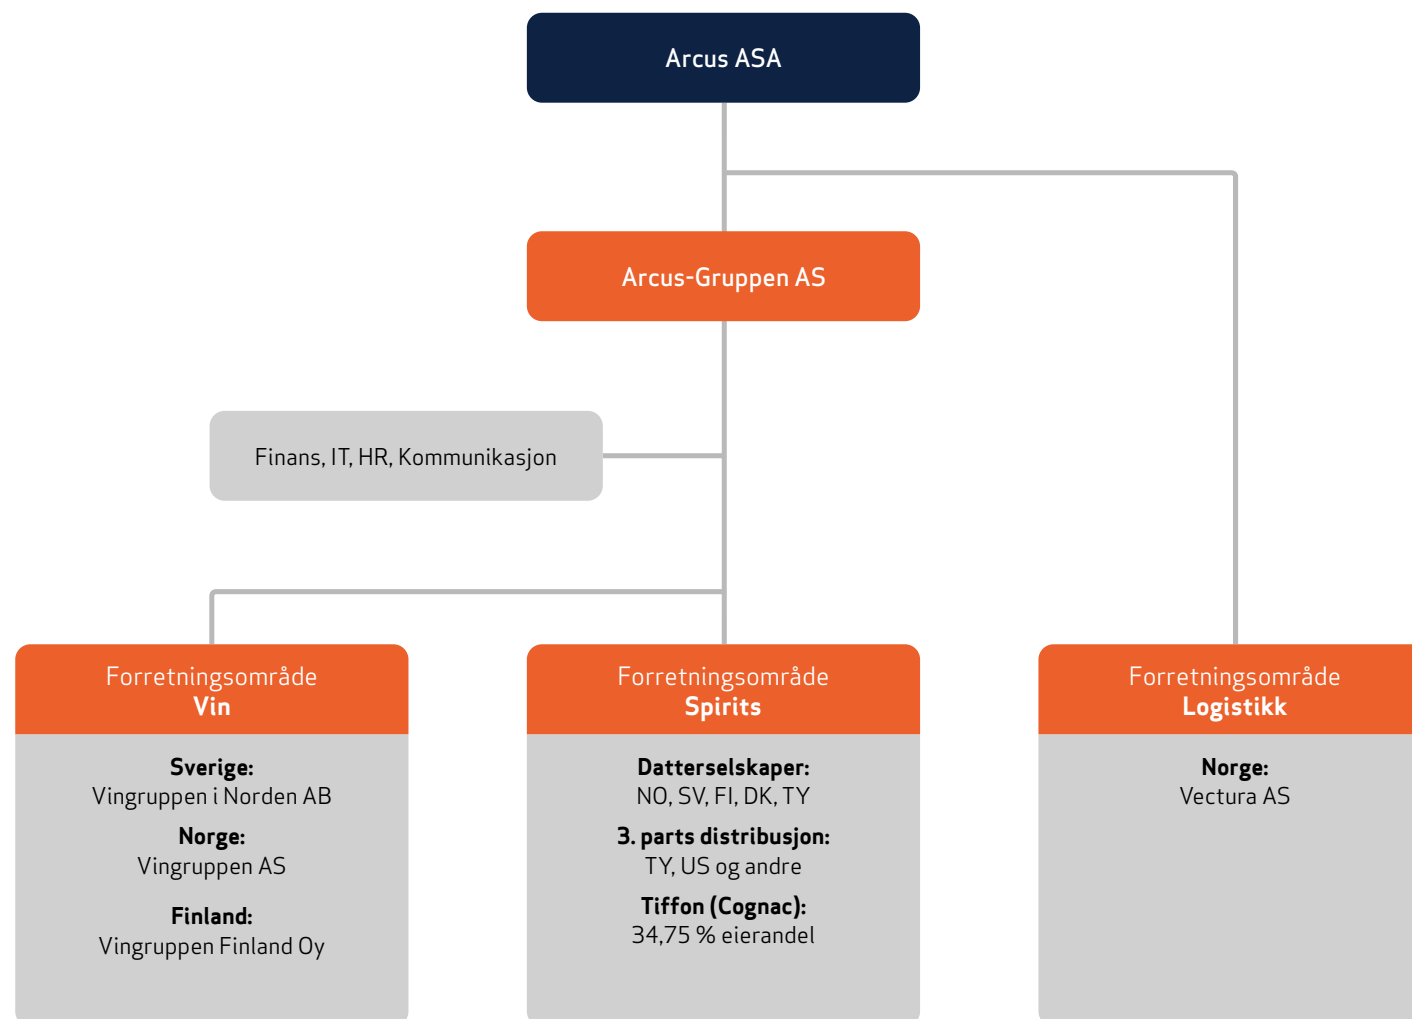 Arcus ASA
Arcus-Gruppen AS
Finans, IT, HR, Kommunikasjon
Forretningsområde
Vin
Sverige:
Vingruppen i Norden AB
Norge:
Vingruppen AS
Finland:
Vingruppen Finland Oy
Forretningsområde
Spirits
Datterselskaper:
NO, SV, FI, DK, TY
3. parts distribusjon:
TY, US og andre
Tiffon (Cognac):
34,75 % eierandel
Forretningsområde
Logistikk
Norge:
Vectura AS